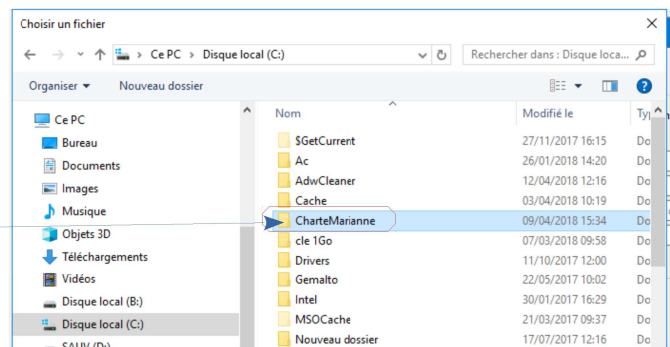 Choisir un fichier
Ce PC > Disque local (C:)
Rechercher dans : Disque loca...
Organiser
Nouveau dossier
Ce PC
Bureau
Documents
Images
Musique
Objets 3D
Téléchargements
Vidéos
Disque local (B:)
Disque local (C:)
SAUV (D:)
Nom Modifié le Ty
$GetCurrent 27/11/2017 16:15 Do
Ac 26/01/2018 14:20 Do
AdwCleaner 12/04/2018 12:16 Do
Cache 03/04/2018 10:19 Do
CharteMarianne 09/04/2018 15:34 Do
cle 1Go 07/03/2018 09:58 Do
Drivers 11/10/2017 12:00 Do
Gemalto 22/05/2017 10:02 Do
Intel 30/01/2017 16:29 Do
MSOCache 21/03/2017 09:37 Do
Nouveau dossier 17/07/2017 12:16 Do